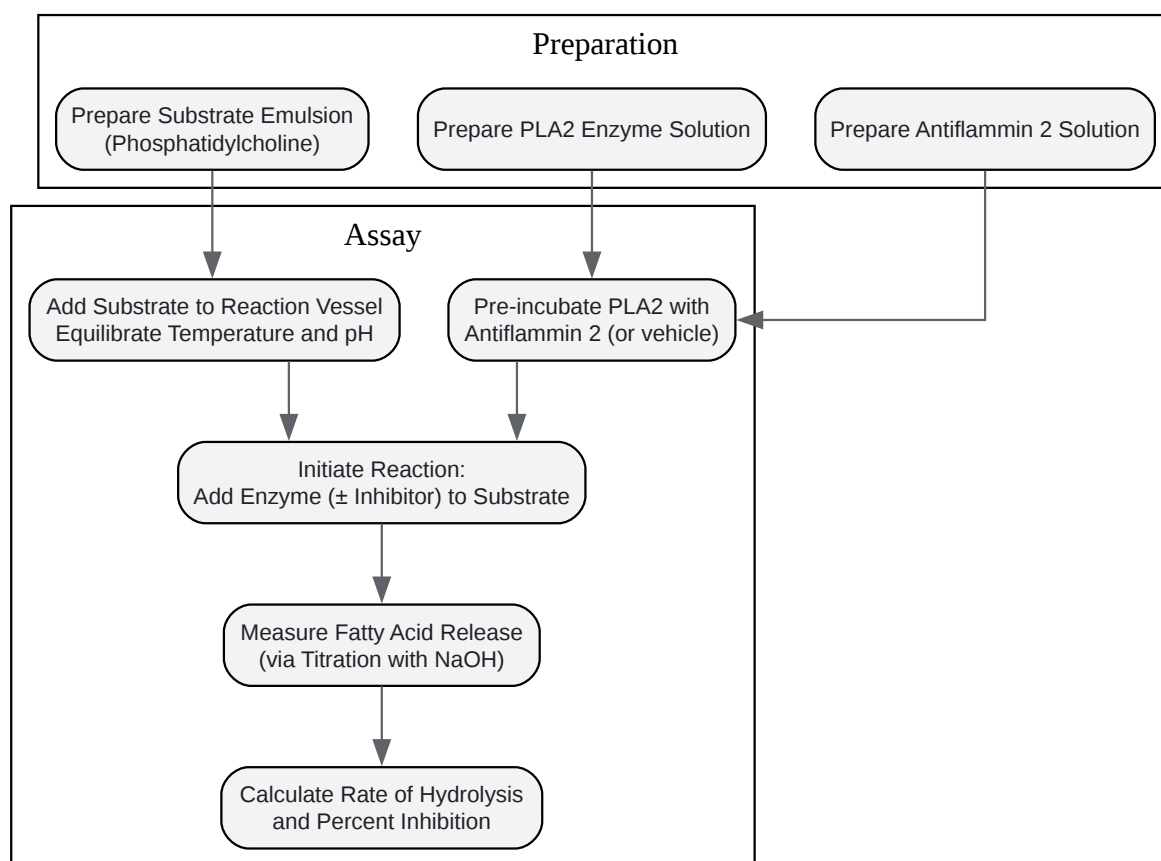 Preparation
Prepare Substrate Emulsion
(Phosphatidylcholine)
Prepare PLA2 Enzyme Solution
Prepare Antiflammin 2 Solution
Assay
Add Substrate to Reaction Vessel
Equilibrate Temperature and pH
Pre-incubate PLA2 with
Antiflammin 2 (or vehicle)
Initiate Reaction:
Add Enzyme (± Inhibitor) to Substrate
Measure Fatty Acid Release
(via Titration with NaOH)
Calculate Rate of Hydrolysis
and Percent Inhibition